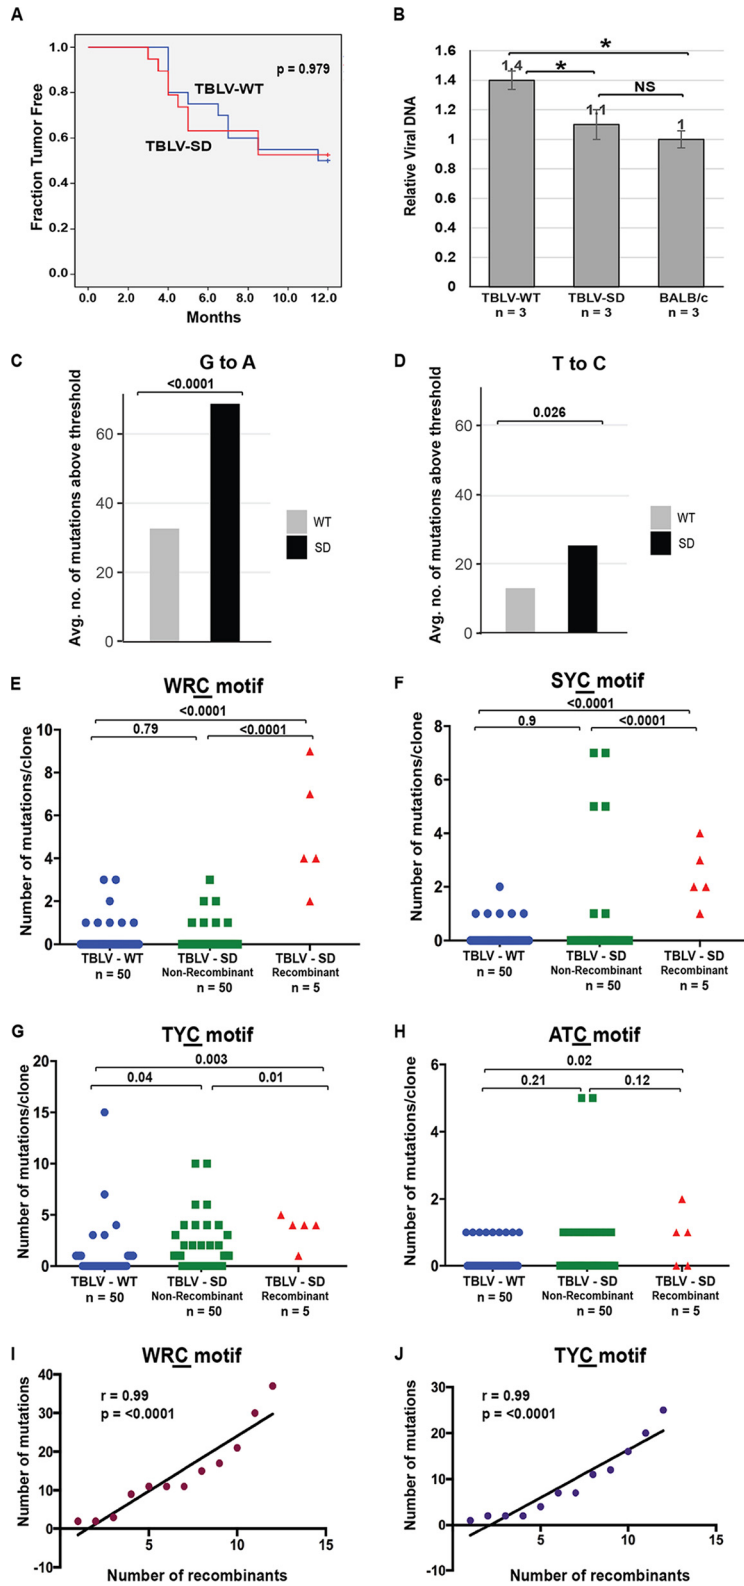 A
1.0
0.8
0.6
0.4
0.2
0.0
Fraction Tumor Free
p = 0.979
TBLV-WT
TBLV-SD
0.0 2.0 4.0 6.0 8.0 10.0 12.0
Months
B
1.6
1.4
1.2
1
0.8
0.6
0.4
0.2
0
Relative Viral DNA
*
*
NS
1.4
1.1
1
TBLV-WT TBLV-SD BALB/c
n = 3 n = 3 n = 3
C
G to A
<0.0001
60
40
20
0
Avg. no. of mutations above threshold
WT
SD
D
T to C
0.026
60
40
20
0
Avg. no. of mutations above threshold
WT
SD
E
WRC motif
<0.0001
0.79 <0.0001
10
8
6
4
2
0
Number of mutations/clone
TBLV - WT TBLV - SD TBLV - SD
Non-Recombinant Recombinant
n = 50 n = 50 n = 5
F
SYC motif
<0.0001
0.9 <0.0001
8
6
4
2
0
Number of mutations/clone
TBLV - WT TBLV - SD TBLV - SD
Non-Recombinant Recombinant
n = 50 n = 50 n = 5
G
TYC motif
0.003
0.04 0.01
20
15
10
5
0
Number of mutations/clone
TBLV - WT TBLV - SD TBLV - SD
Non-Recombinant Recombinant
n = 50 n = 50 n = 5
H
ATC motif
0.02
0.21 0.12
6
4
2
0
Number of mutations/clone
TBLV - WT TBLV - SD TBLV - SD
Non-Recombinant Recombinant
n = 50 n = 50 n = 5
I
WRC motif
r = 0.99
p = <0.0001
40
30
20
10
0
-10
Number of mutations
5 10 15
Number of recombinants
J
TYC motif
r = 0.99
p = <0.0001
30
20
10
0
-10
Number of mutations
5 10 15
Number of recombinants